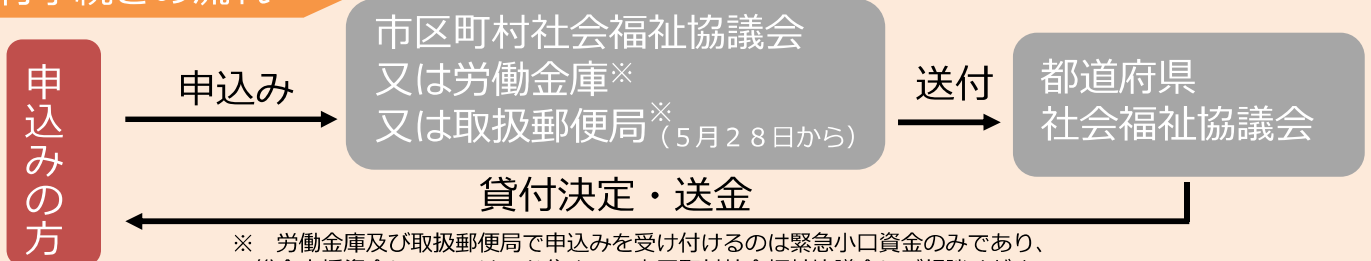 申込みの方
申込み
市区町村社会福祉協議会
又は労働金庫※
又は取扱郵便局※（5月28日から）
送付
都道府県
社会福祉協議会
貸付決定・送金
※　労働金庫及び取扱郵便局で申込みを受け付けるのは緊急小口資金のみであり、